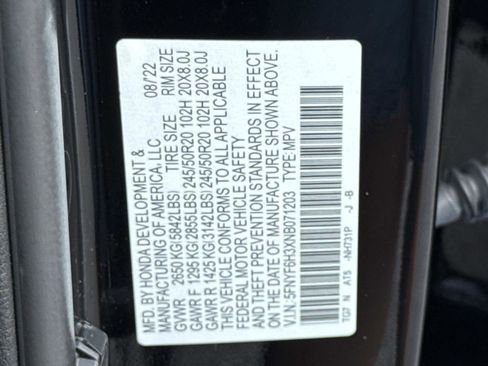 MFD. BY HONDA DEVELOPMENT & 08/22
MANUFACTURING OF AMERICA, LLC
GVWR 2650 KG(5842LBS) TIRE SIZE RIM SIZE
GAWR F 1295 KG(2855LBS) 245/50R20 102H 20X8.0J
GAWR R 1425 KG(3142LBS) 245/50R20 102H 20X8.0J
THIS VEHICLE CONFORMS TO ALL APPLICABLE
FEDERAL MOTOR VEHICLE SAFETY
AND THEFT PREVENTION STANDARDS IN EFFECT
ON THE DATE OF MANUFACTURE SHOWN ABOVE.
V.I.N.:5FNYF6H3XNB071203 TYPE:MPV
TG7 N AT5 -NH731P -J -B